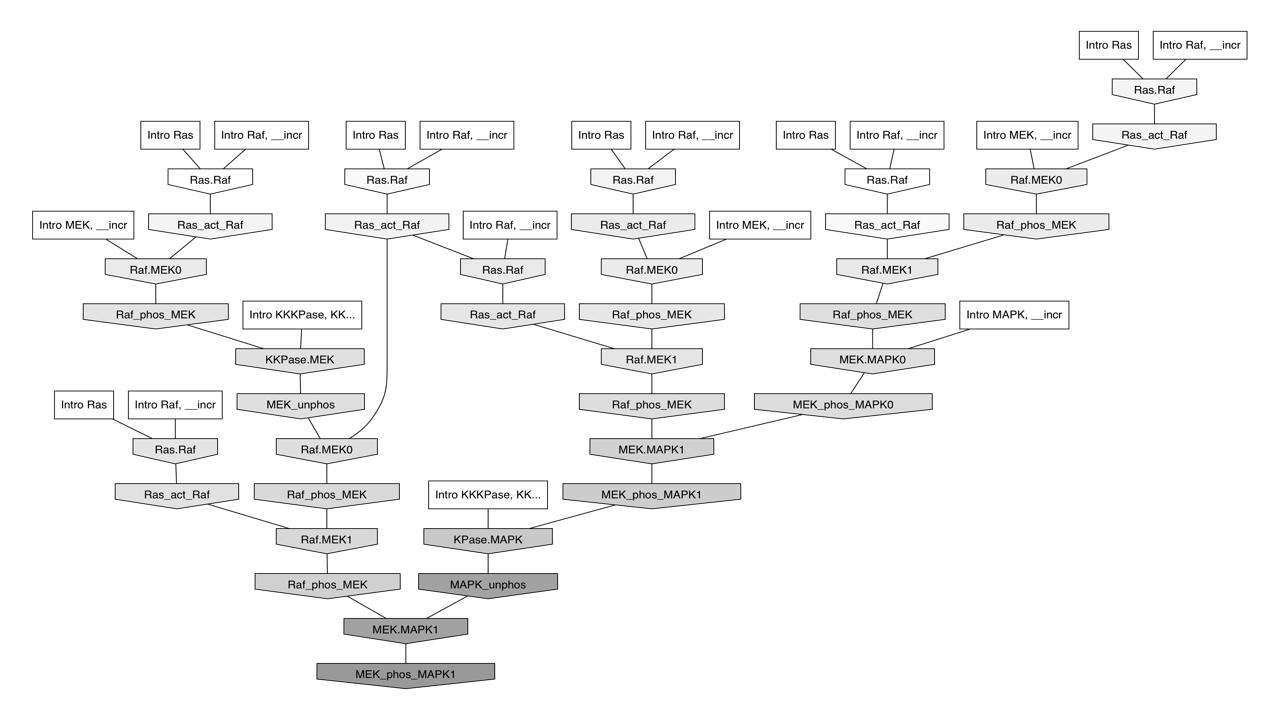 Intro Ras
Intro Raf, __incr
Ras.Raf
Intro Ras
Intro Raf, __incr
Intro Ras
Intro Raf, __incr
Intro Ras
Intro Raf, __incr
Intro Ras
Intro Raf, __incr
Intro MEK, __incr
Ras_act_Raf
Ras.Raf
Ras.Raf
Ras.Raf
Ras.Raf
Raf.MEK0
Intro MEK, __incr
Ras_act_Raf
Ras_act_Raf
Intro Raf, __incr
Ras_act_Raf
Intro MEK, __incr
Ras_act_Raf
Raf_phos_MEK
Raf.MEK0
Ras.Raf
Raf.MEK0
Raf.MEK1
Raf_phos_MEK
Intro KKKPase, KK...
Ras_act_Raf
Raf_phos_MEK
Raf_phos_MEK
Intro MAPK, __incr
KKPase.MEK
Raf.MEK1
MEK.MAPK0
Intro Ras
Intro Raf, __incr
MEK_unphos
Raf_phos_MEK
MEK_phos_MAPK0
Ras.Raf
Raf.MEK0
MEK.MAPK1
Ras_act_Raf
Raf_phos_MEK
Intro KKKPase, KK...
MEK_phos_MAPK1
Raf.MEK1
KPase.MAPK
Raf_phos_MEK
MAPK_unphos
MEK.MAPK1
MEK_phos_MAPK1